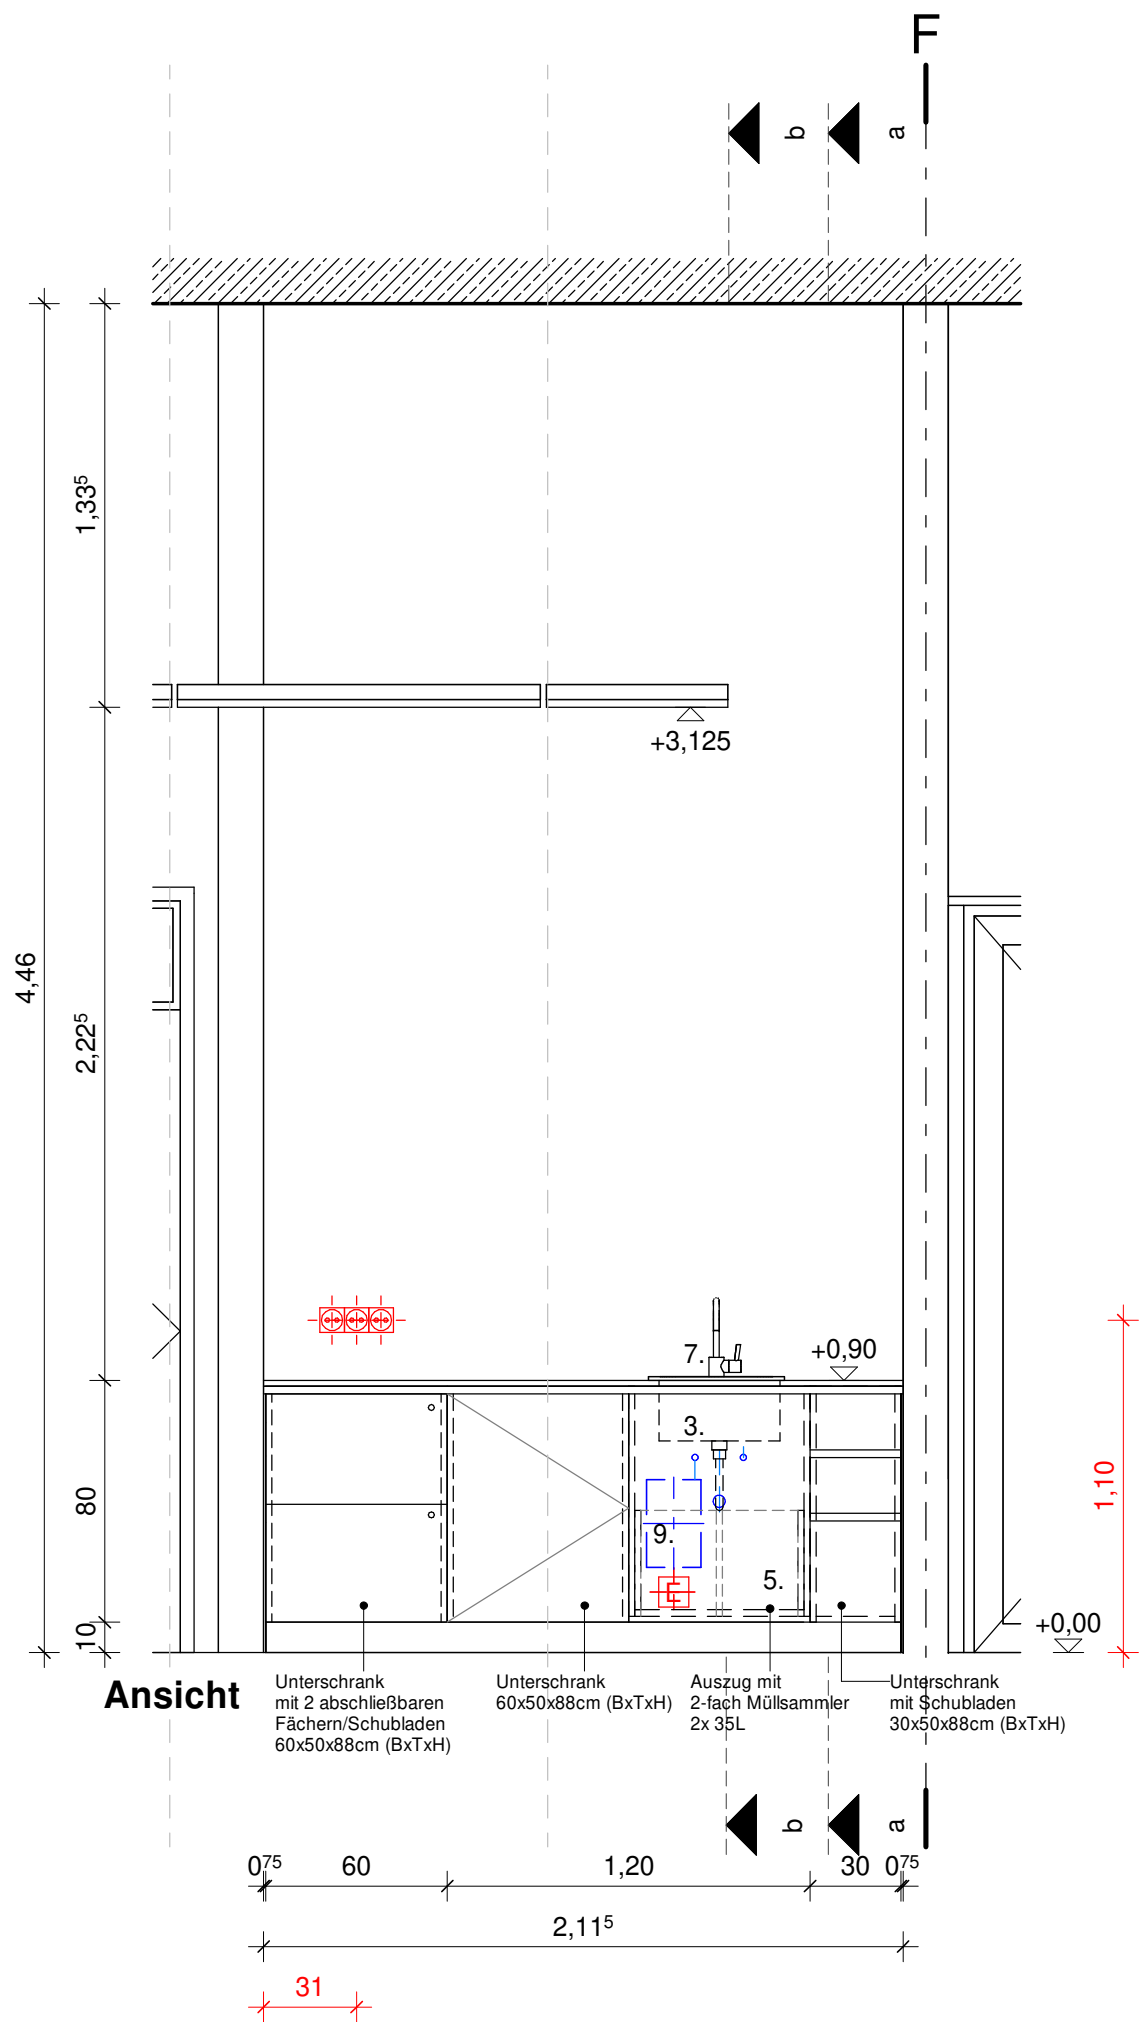 F
b
a
1,33⁵
+3,125
4,46
2,22⁵
7.
+0,90
3.
1,10
80
9.
5.
10
+0,00
Ansicht
Unterschrank
mit 2 abschließbaren
Fächern/Schubladen
60x50x88cm (BxTxH)
Unterschrank
60x50x88cm (BxTxH)
Auszug mit
2-fach Müllsammler
2x 35L
Unterschrank
mit Schubladen
30x50x88cm (BxTxH)
b
a
0⁷⁵ 60 1,20 30 0⁷⁵
2,11⁵
31